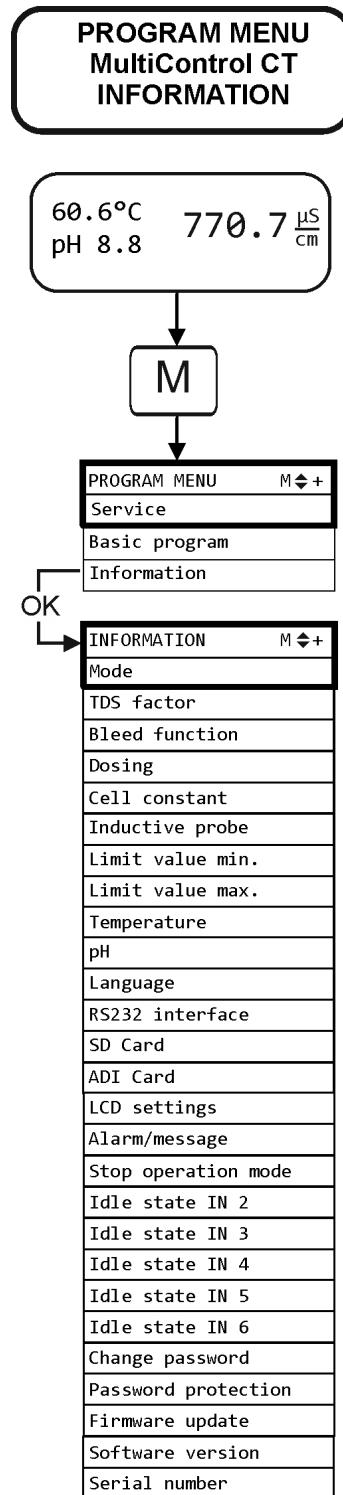 PROGRAM MENU
MultiControl CT
INFORMATION
60.6°C
pH 8.8
770.7 µS/cm
M
PROGRAM MENU M⬍+
Service
Basic program
Information
OK
INFORMATION M⬍+
Mode
TDS factor
Bleed function
Dosing
Cell constant
Inductive probe
Limit value min.
Limit value max.
Temperature
pH
Language
RS232 interface
SD Card
ADI Card
LCD settings
Alarm/message
Stop operation mode
Idle state IN 2
Idle state IN 3
Idle state IN 4
Idle state IN 5
Idle state IN 6
Change password
Password protection
Firmware update
Software version
Serial number